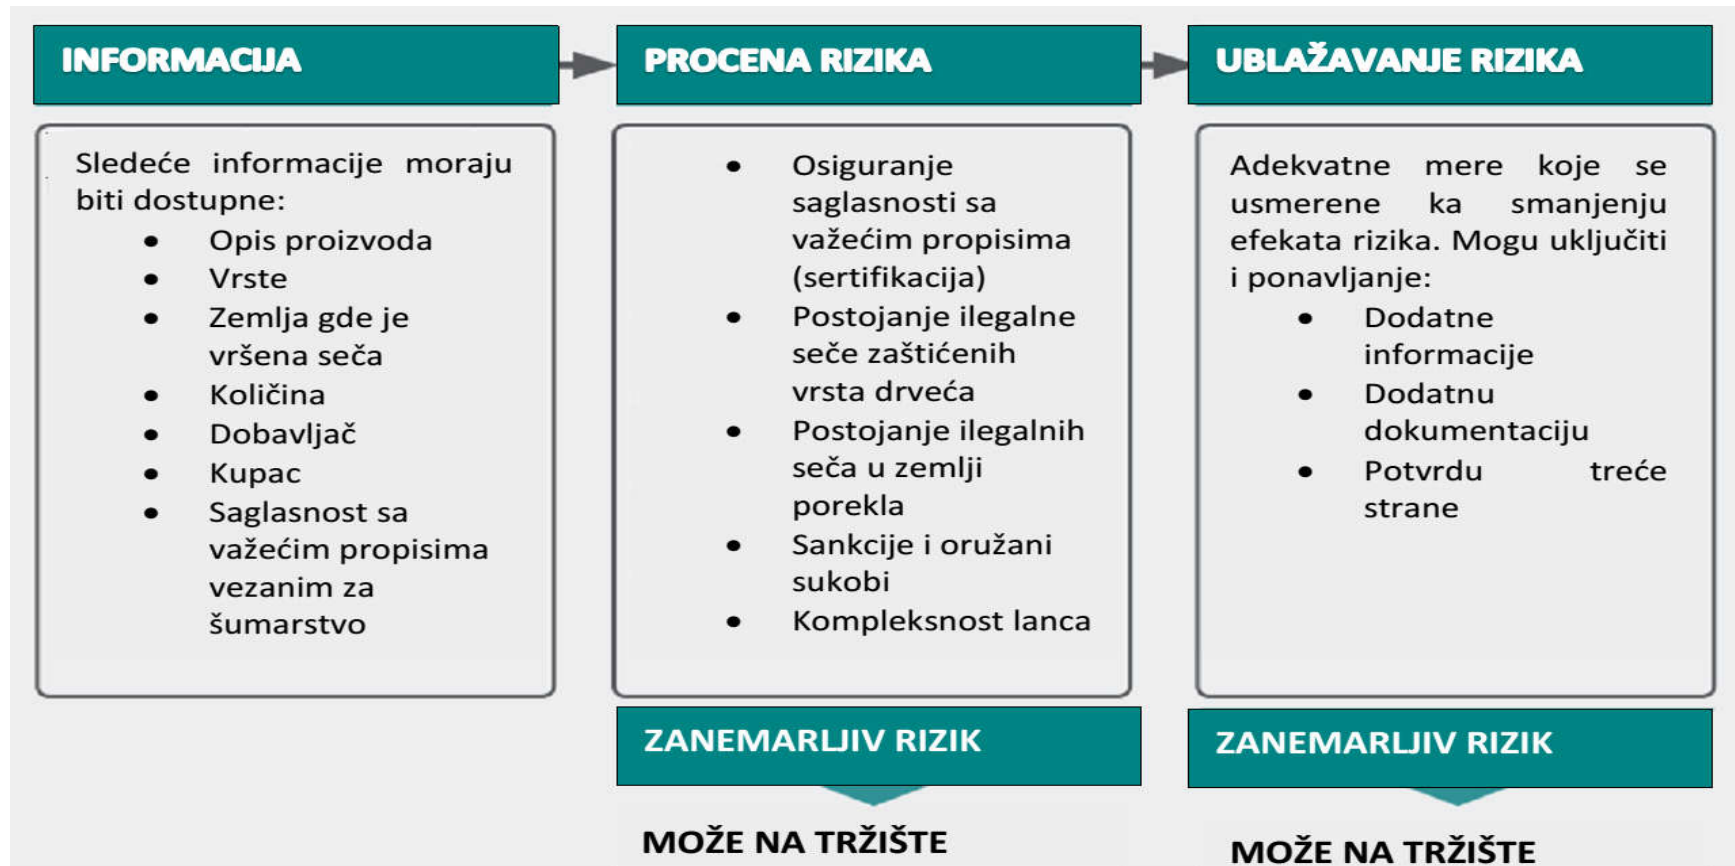 INFORMACIJA
Sledeće informacije moraju
biti dostupne:
• Opis proizvoda
• Vrste
• Zemlja gde je
vršena seča
• Količina
• Dobavljač
• Kupac
• Saglasnost sa
važećim propisima
vezanim za
šumarstvo
PROCENA RIZIKA
• Osiguranje
saglasnosti sa
važećim propisima
(sertifikacija)
• Postojanje ilegalne
seče zaštićenih
vrsta drveća
• Postojanje ilegalnih
seča u zemlji
porekla
• Sankcije i oružani
sukobi
• Kompleksnost lanca
ZANEMARLJIV RIZIK
MOŽE NA TRŽIŠTE
UBLAŽAVANJE RIZIKA
Adekvatne mere koje se
usmerene ka smanjenju
efekata rizika. Mogu uključiti
i ponavljanje:
• Dodatne
informacije
• Dodatnu
dokumentaciju
• Potvrdu treće
strane
ZANEMARLJIV RIZIK
MOŽE NA TRŽIŠTE